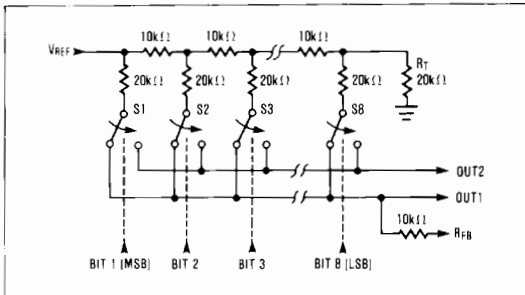 10kΩ 10kΩ 10kΩ
VREF
RT
20kΩ 20kΩ 20kΩ 20kΩ 20kΩ
S1 S2 S3 S8
OUT2
OUT1
10kΩ
RFB
BIT 1 (MSB) BIT 2 BIT 3 BIT 8 (LSB)